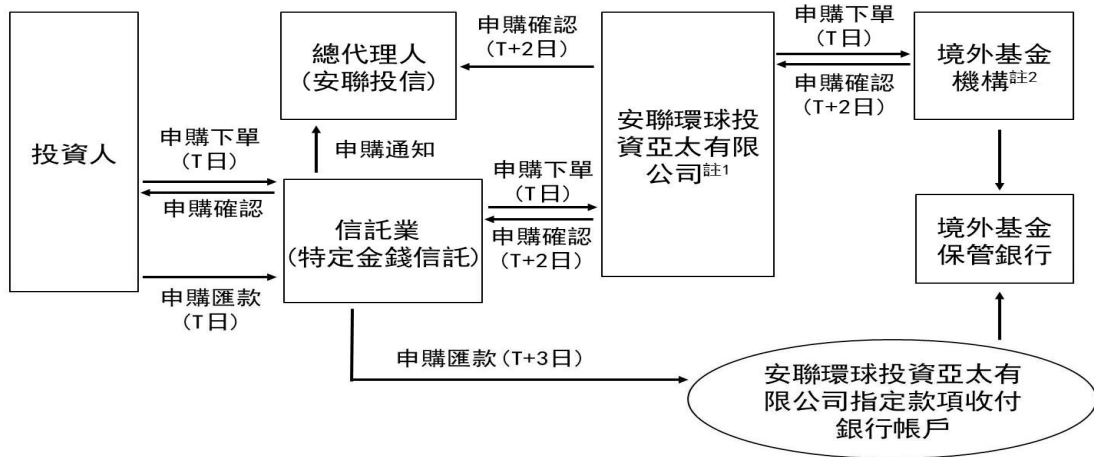 投資人
申購下單
(T日)
申購確認
申購匯款
(T日)
總代理人
(安聯投信)
申購通知
信託業
(特定金錢信託)
申購確認
(T+2日)
申購下單
(T日)
申購確認
(T+2日)
安聯環球投
資亞太有限
公司註1
申購下單
(T日)
申購確認
(T+2日)
境外基金
機構註2
境外基金
保管銀行
申購匯款(T+3日)
安聯環球投資亞太有
限公司指定款項收付
銀行帳戶